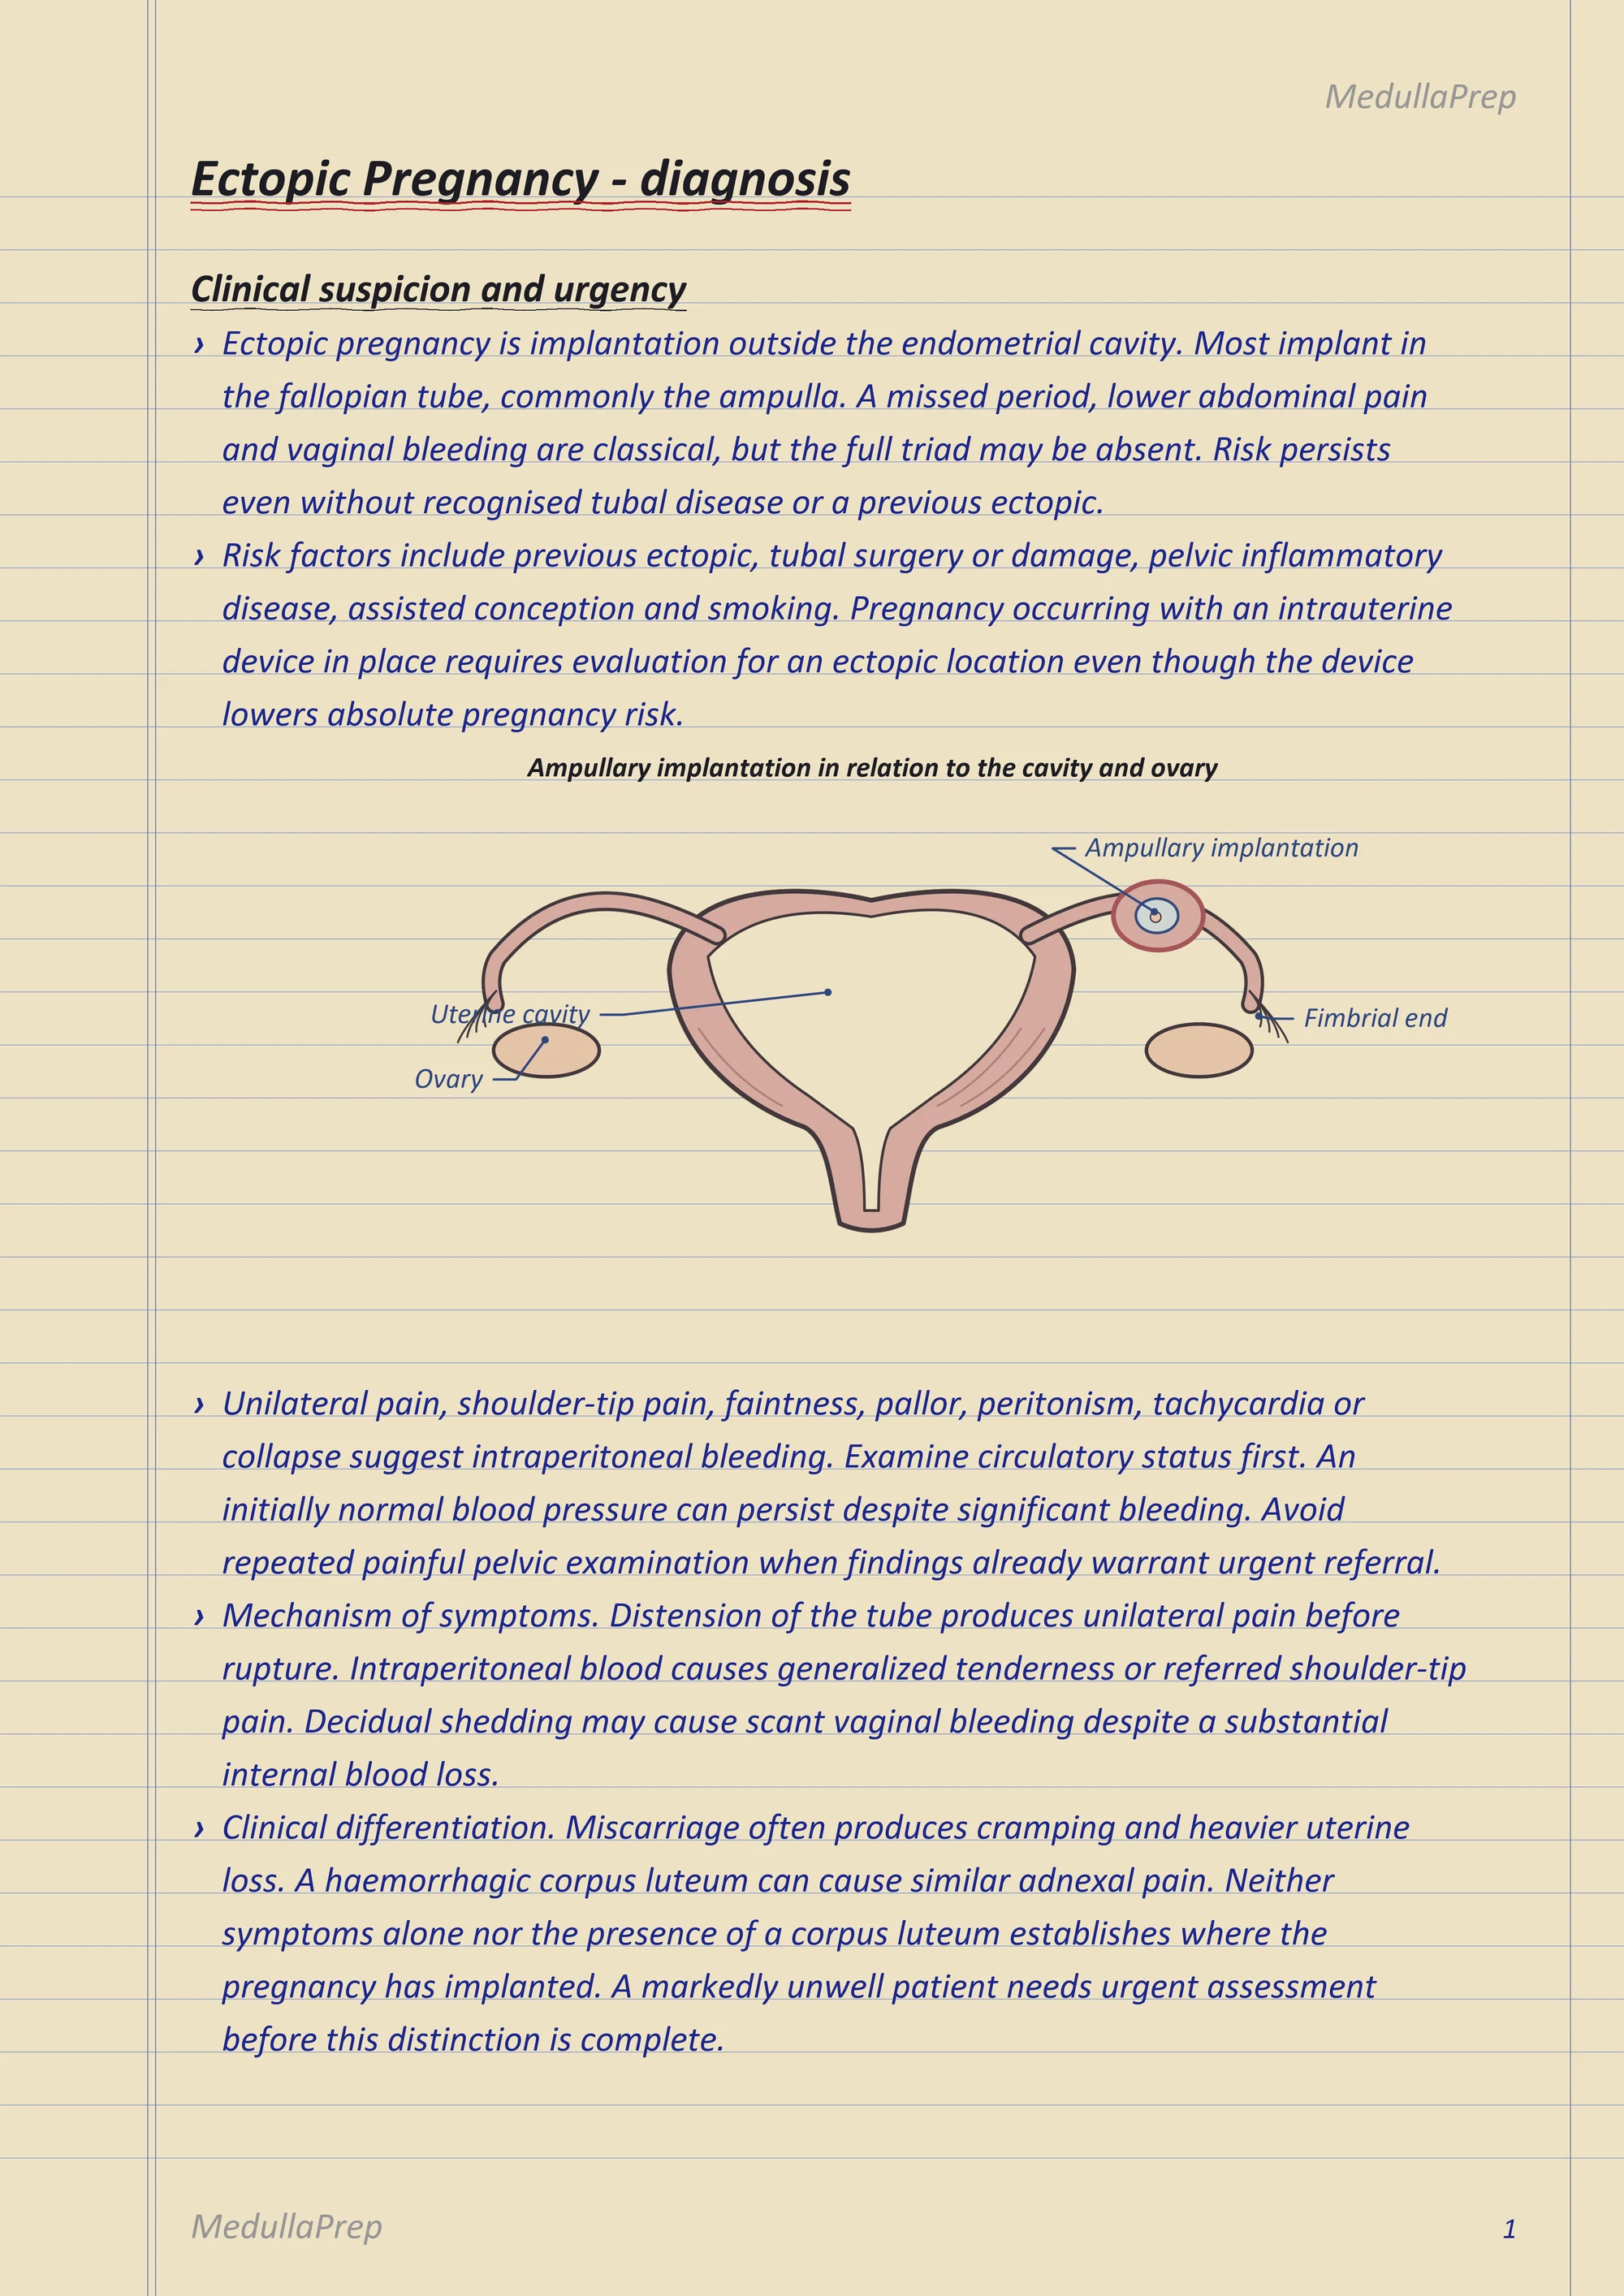 MedullaPrep
Ectopic Pregnancy - diagnosis
Clinical suspicion and urgency
› Ectopic pregnancy is implantation outside the endometrial cavity. Most implant in
the fallopian tube, commonly the ampulla. A missed period, lower abdominal pain
and vaginal bleeding are classical, but the full triad may be absent. Risk persists
even without recognised tubal disease or a previous ectopic.
› Risk factors include previous ectopic, tubal surgery or damage, pelvic inflammatory
disease, assisted conception and smoking. Pregnancy occurring with an intrauterine
device in place requires evaluation for an ectopic location even though the device
lowers absolute pregnancy risk.
Ampullary implantation in relation to the cavity and ovary
Ampullary implantation
Uterine cavity
Fimbrial end
Ovary
› Unilateral pain, shoulder-tip pain, faintness, pallor, peritonism, tachycardia or
collapse suggest intraperitoneal bleeding. Examine circulatory status first. An
initially normal blood pressure can persist despite significant bleeding. Avoid
repeated painful pelvic examination when findings already warrant urgent referral.
› Mechanism of symptoms. Distension of the tube produces unilateral pain before
rupture. Intraperitoneal blood causes generalized tenderness or referred shoulder-tip
pain. Decidual shedding may cause scant vaginal bleeding despite a substantial
internal blood loss.
› Clinical differentiation. Miscarriage often produces cramping and heavier uterine
loss. A haemorrhagic corpus luteum can cause similar adnexal pain. Neither
symptoms alone nor the presence of a corpus luteum establishes where the
pregnancy has implanted. A markedly unwell patient needs urgent assessment
before this distinction is complete.
MedullaPrep
1